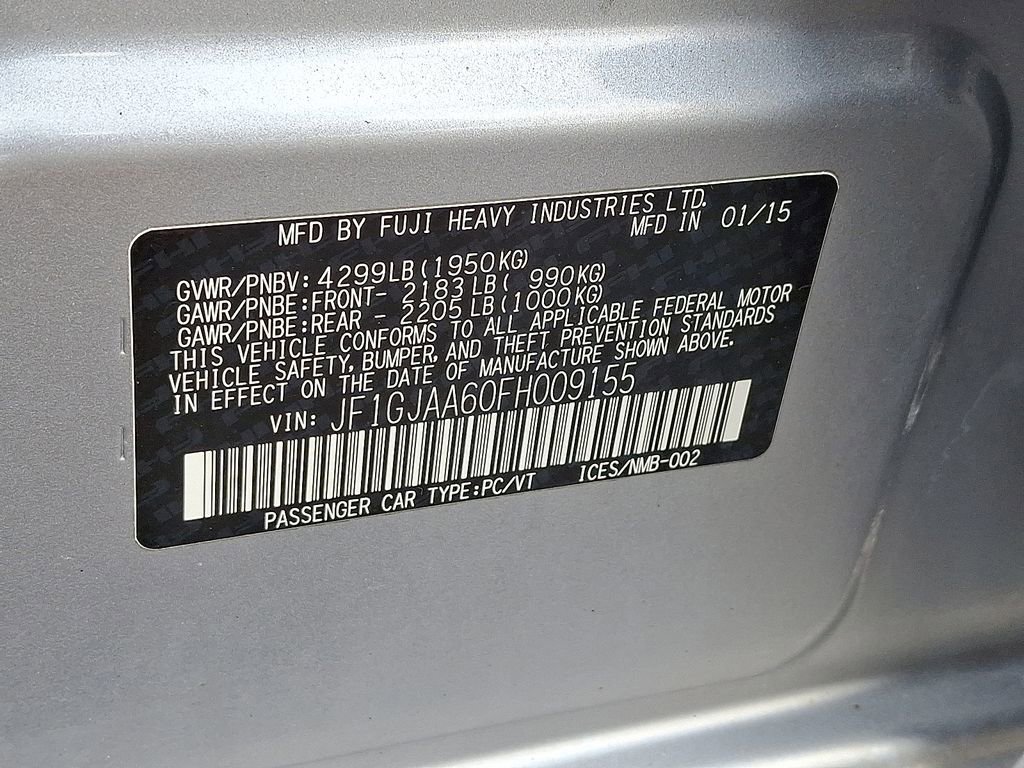 MFD BY FUJI HEAVY INDUSTRIES LTD.
MFD IN 01/15
GVWR/PNBV: 4299LB(1950KG)
GAWR/PNBE:FRONT- 2183LB( 990KG)
GAWR/PNBE:REAR - 2205LB(1000KG)
THIS VEHICLE CONFORMS TO ALL APPLICABLE FEDERAL MOTOR
VEHICLE SAFETY, BUMPER, AND THEFT PREVENTION STANDARDS
IN EFFECT ON THE DATE OF MANUFACTURE SHOWN ABOVE.
VIN: JF1GJAA60FH009155
PASSENGER CAR TYPE:PC/VT ICES/NMB-002